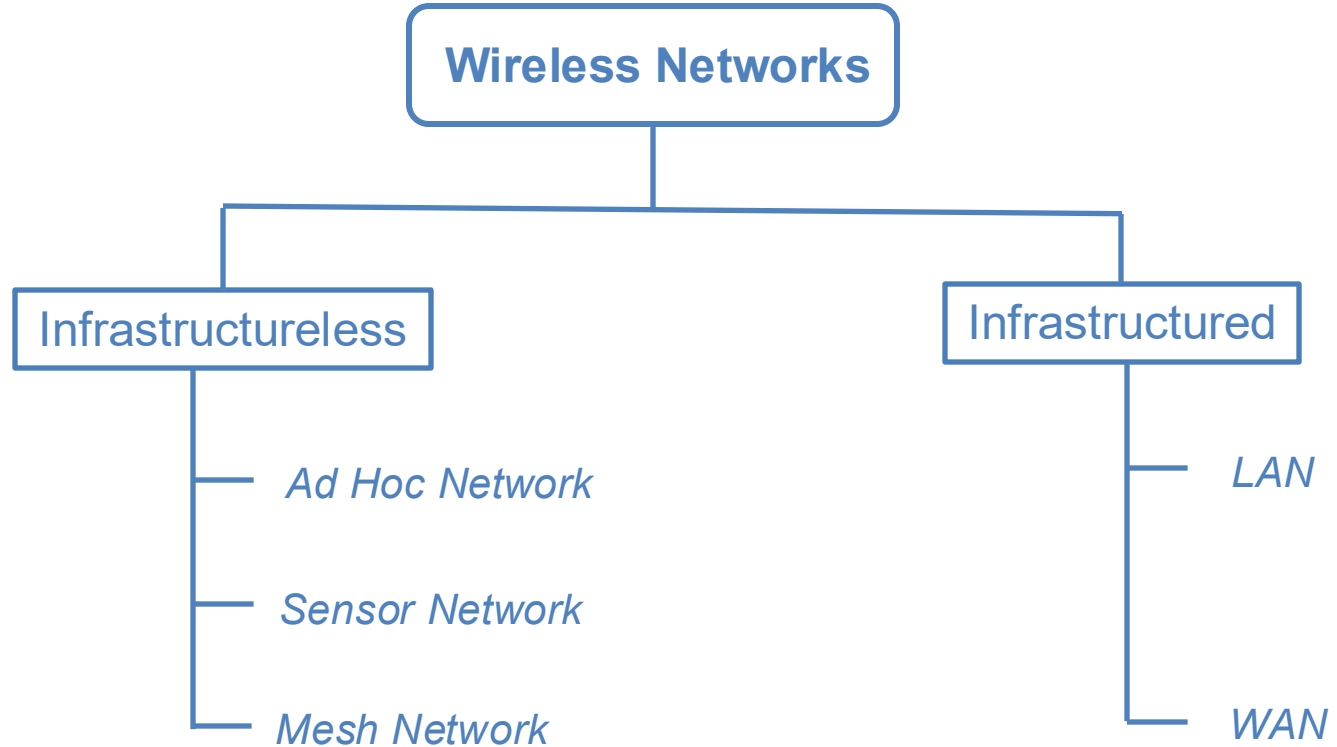 Wireless Networks
Infrastructureless
Infrastructured
Ad Hoc Network
Sensor Network
Mesh Network
LAN
WAN